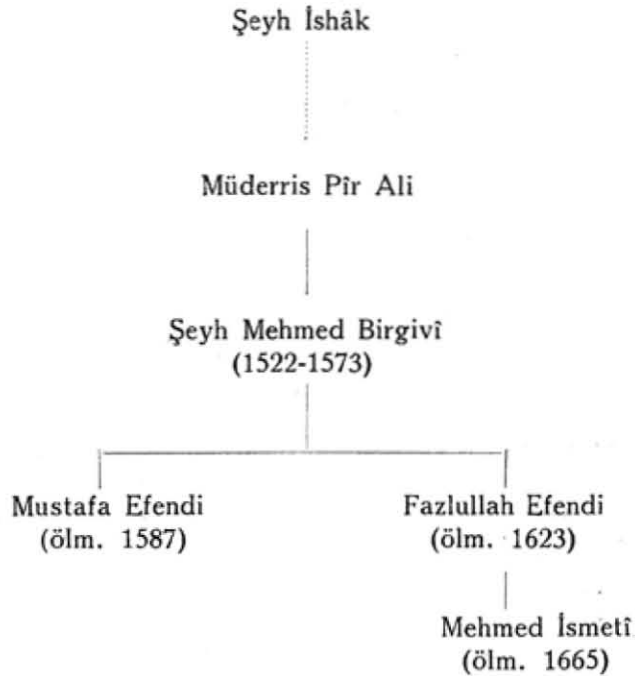 Şeyh İshâk
Müderris Pîr Ali
Şeyh Mehmed Birgivî
(1522-1573)
Mustafa Efendi
(ölm. 1587)
Fazlullah Efendi
(ölm. 1623)
Mehmed İsmetî
(ölm. 1665)